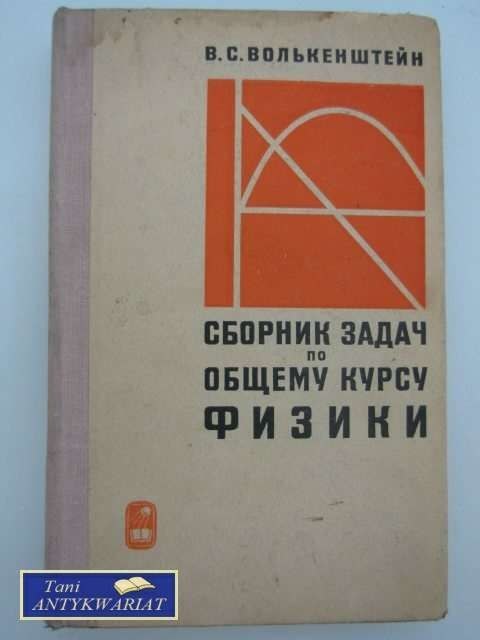 В.С.ВОЛЬКЕНШТЕЙН
СБОРНИК ЗАДАЧ
ПО
ОБЩЕМУ КУРСУ
ФИЗИКИ
Tani
ANTYKWARIAT